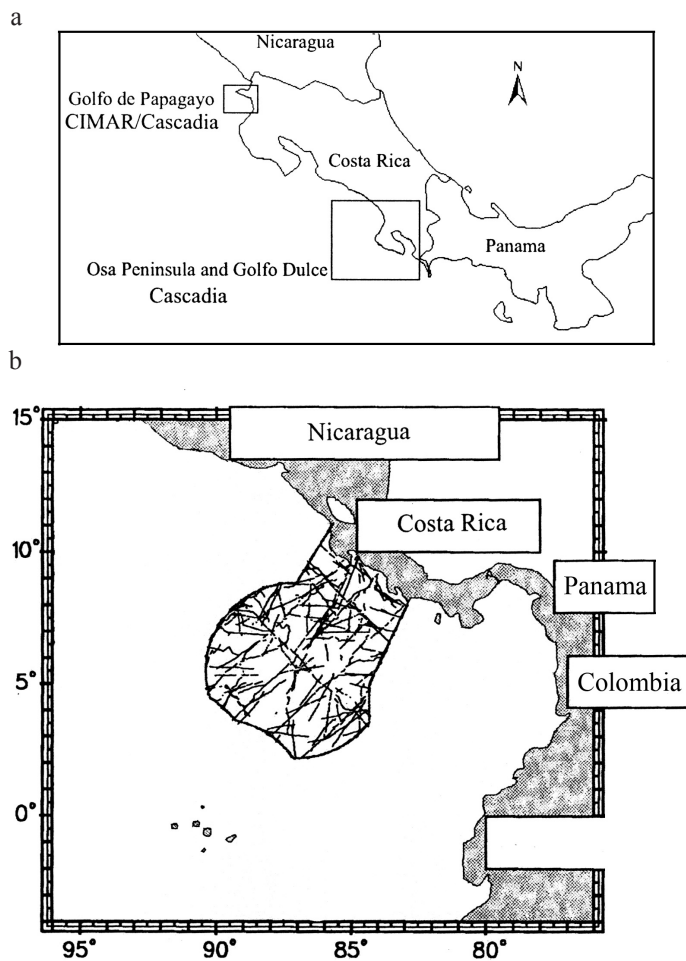 a
Nicaragua
N
Golfo de Papagayo
CIMAR/Cascadia
Costa Rica
Panama
Osa Peninsula and Golfo Dulce
Cascadia
b
15°
Nicaragua
Costa Rica
10°
Panama
Colombia
5°
0°
95° 90° 85° 80°